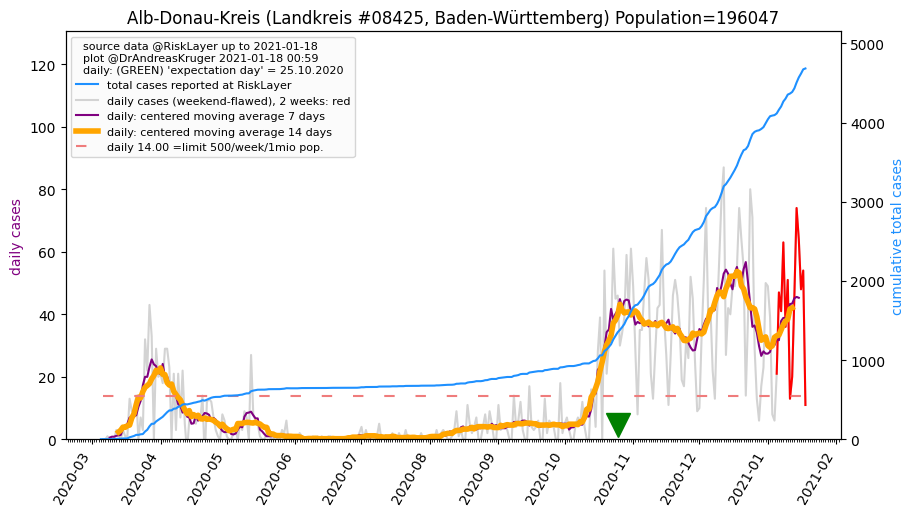 Alb-Donau-Kreis (Landkreis #08425, Baden-Württemberg) Population=196047
source data @RiskLayer up to 2021-01-18
plot @DrAndreasKruger 2021-01-18 00:59
daily: (GREEN) 'expectation day' = 25.10.2020
total cases reported at RiskLayer
daily cases (weekend-flawed), 2 weeks: red
daily: centered moving average 7 days
daily: centered moving average 14 days
daily 14.00 =limit 500/week/1mio pop.
daily cases
120
100
80
60
40
20
0
cumulative total cases
5000
4000
3000
2000
1000
0
2020-03
2020-04
2020-05
2020-06
2020-07
2020-08
2020-09
2020-10
2020-11
2020-12
2021-01
2021-02